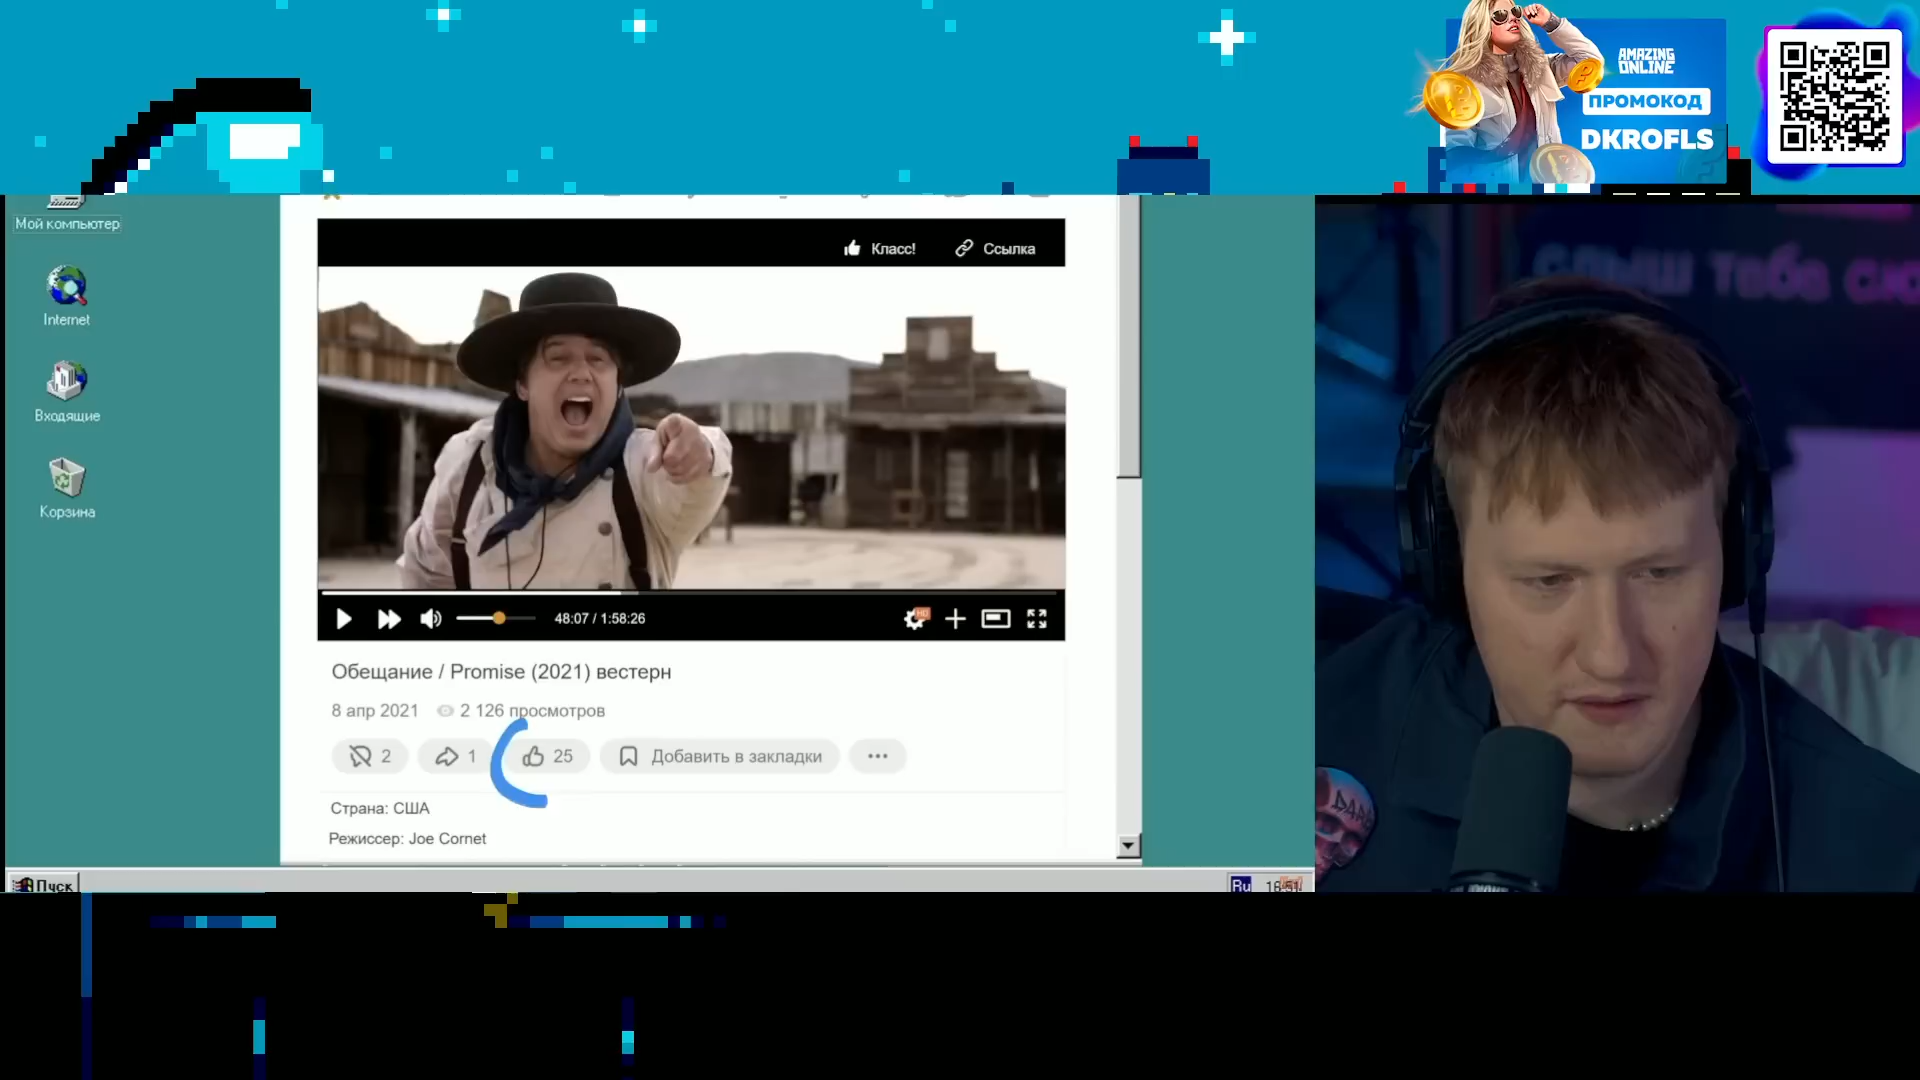 AMAZING
ONLINE
ПРОМОКОД
DKROFLS
Мой компьютер
Internet
Входящие
Корзина
Класс!
Ссылка
48:07 / 1:58:26
HD
Обещание / Promise (2021) вестерн
8 апр 2021
2 126 просмотров
2
1
25
Добавить в закладки
Страна: США
Режиссер: Joe Cornet
Пуск
Ru